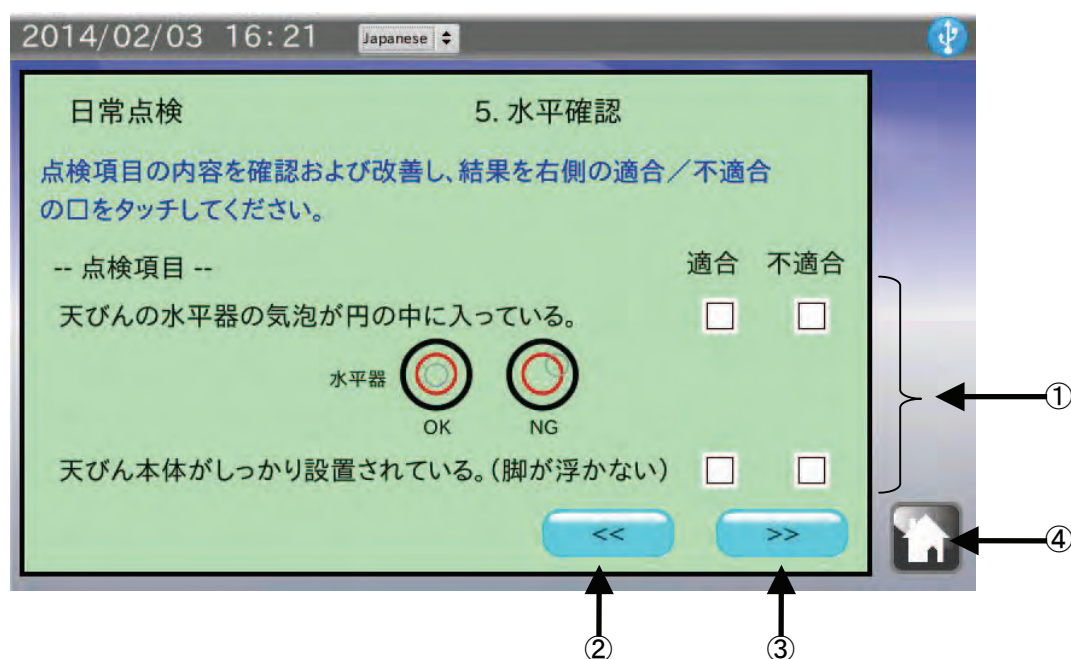 2014/02/03 16:21 Japanese
日常点検 5. 水平確認
点検項目の内容を確認および改善し、結果を右側の適合／不適合
の口をタッチしてください。
-- 点検項目 -- 適合 不適合
天びんの水平器の気泡が円の中に入っている。
水平器
OK NG
天びん本体がしっかり設置されている。(脚が浮かない)
<< >>
①
④
② ③